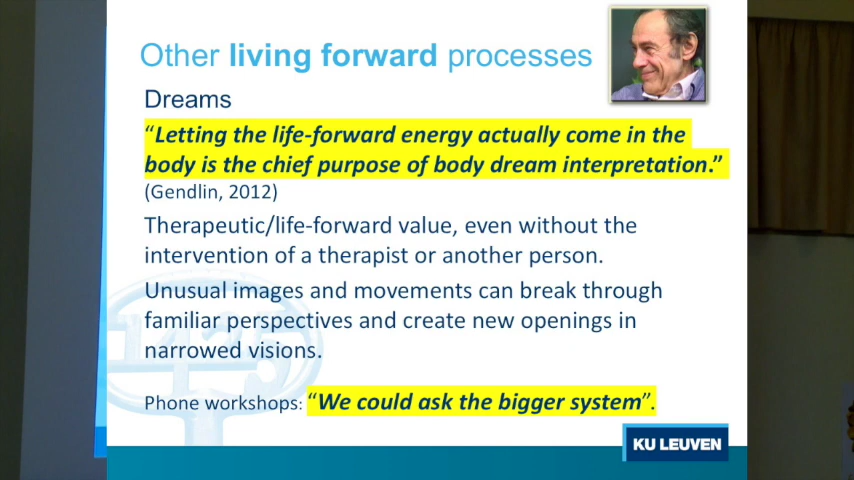 Other living forward processes
Dreams
“Letting the life-forward energy actually come in the
body is the chief purpose of body dream interpretation.”
(Gendlin, 2012)
Therapeutic/life-forward value, even without the
intervention of a therapist or another person.
Unusual images and movements can break through
familiar perspectives and create new openings in
narrowed visions.
Phone workshops: “We could ask the bigger system”.
1425
KU LEUVEN